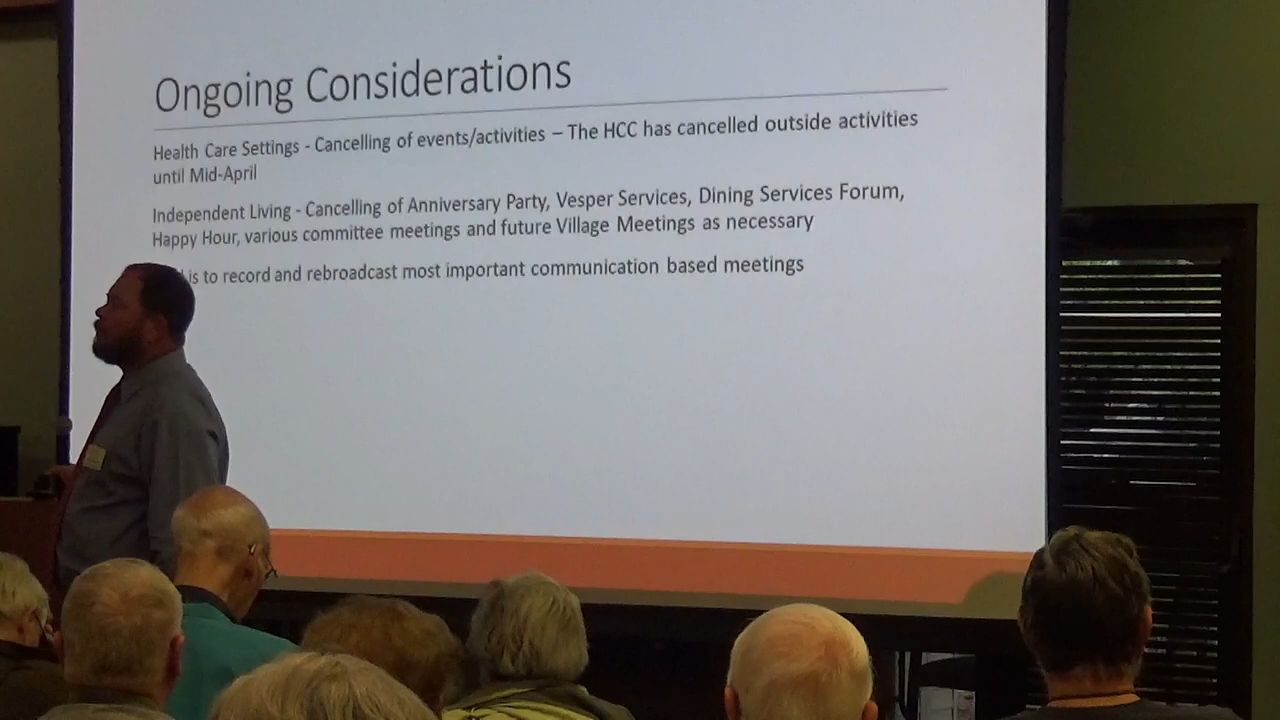 Ongoing Considerations
Health Care Settings - Cancelling of events/activities – The HCC has cancelled outside activities
until Mid-April
Independent Living - Cancelling of Anniversary Party, Vesper Services, Dining Services Forum,
Happy Hour, various committee meetings and future Village Meetings as necessary
is to record and rebroadcast most important communication based meetings